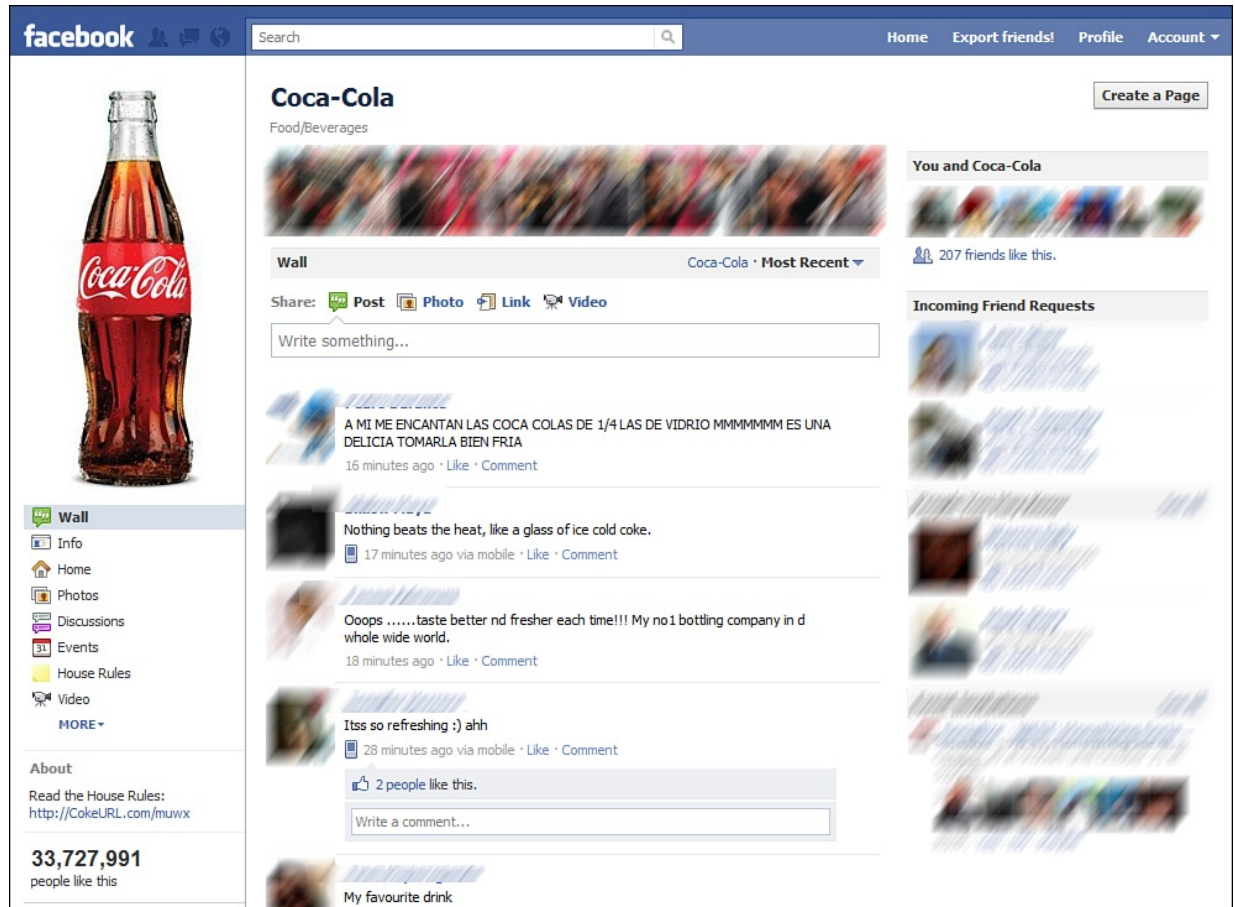 facebook
Search
Home Export friends! Profile Account
Coca-Cola
Create a Page
Food/Beverages
You and Coca-Cola
207 friends like this.
Wall
Coca-Cola · Most Recent
Share: Post Photo Link Video
Write something...
Incoming Friend Requests
A MI ME ENCANTAN LAS COCA COLAS DE 1/4 LAS DE VIDRIO MMMMMMM ES UNA
DELICIA TOMARLA BIEN FRIA
16 minutes ago · Like · Comment
Nothing beats the heat, like a glass of ice cold coke.
17 minutes ago via mobile · Like · Comment
Ooops ......taste better nd fresher each time!!! My no1 bottling company in d
whole wide world.
18 minutes ago · Like · Comment
Itss so refreshing :) ahh
28 minutes ago via mobile · Like · Comment
2 people like this.
Write a comment...
My favourite drink
Coca-Cola
Wall
Info
Home
Photos
Discussions
31 Events
House Rules
Video
MORE
About
Read the House Rules:
http://CokeURL.com/muwx
33,727,991
people like this